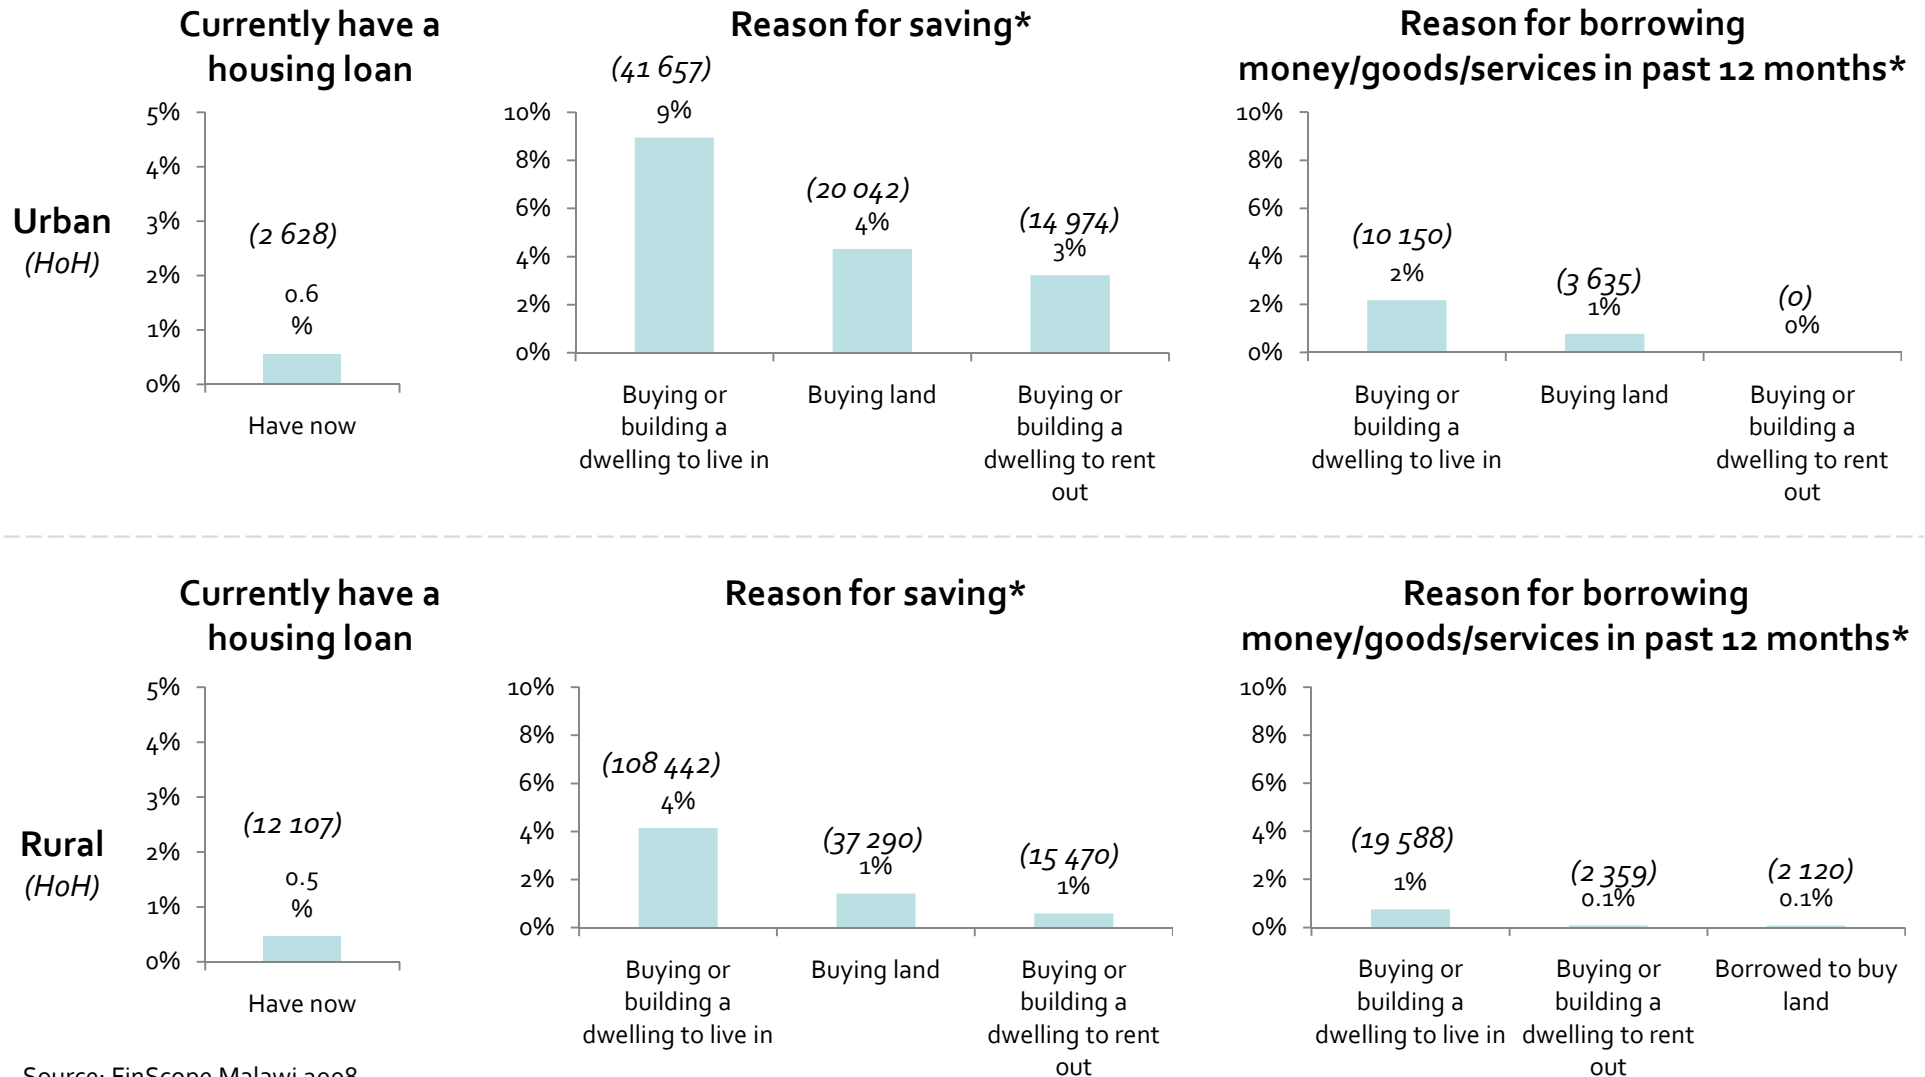 Currently have a
housing loan
5%
4%
3%
2%
1%
0%
(2 628)
0.6
%
Have now
Urban
(HoH)
Reason for saving*
10%
8%
6%
4%
2%
0%
(41 657)
9%
(20 042)
4%
(14 974)
3%
Buying or
building a
dwelling to live in
Buying land
Buying or
building a
dwelling to rent
out
Reason for borrowing
money/goods/services in past 12 months*
10%
8%
6%
4%
2%
0%
(10 150)
2%
(3 635)
1%
(0)
0%
Buying or
building a
dwelling to live in
Buying land
Buying or
building a
dwelling to rent
out
Currently have a
housing loan
5%
4%
3%
2%
1%
0%
(12 107)
0.5
%
Have now
Rural
(HoH)
Reason for saving*
10%
8%
6%
4%
2%
0%
(108 442)
4%
(37 290)
1%
(15 470)
1%
Buying or
building a
dwelling to live in
Buying land
Buying or
building a
dwelling to rent
out
Reason for borrowing
money/goods/services in past 12 months*
10%
8%
6%
4%
2%
0%
(19 588)
1%
(2 359)
0.1%
(2 120)
0.1%
Buying or
building a
dwelling to live in
Buying or
building a
dwelling to rent
out
Borrowed to buy
land
Source: FinScope Malawi 2008